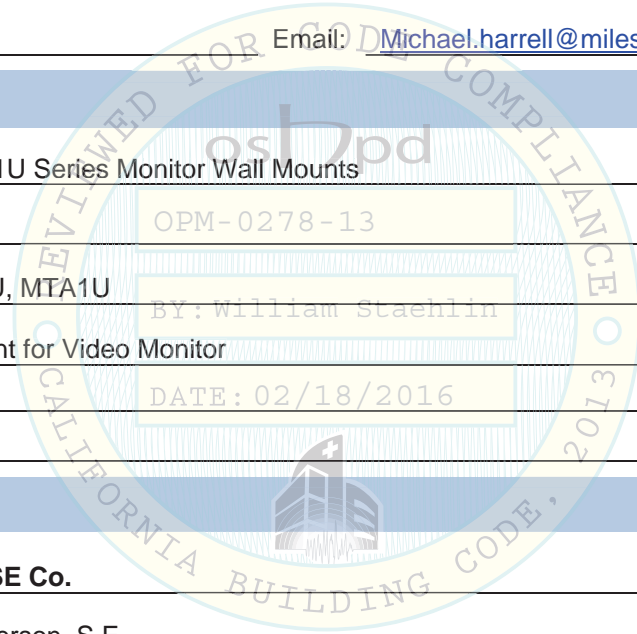 Email: Michael.harrell@miles
REVIEWED FOR CODE COMPLIANCE
oshpd
1U Series Monitor Wall Mounts
OPM-0278-13
MTA1U
BY: William Staehlin
for Video Monitor
DATE: 02/18/2016
CALIFORNIA BUILDING CODE, 2013
SE Co.
S.E.